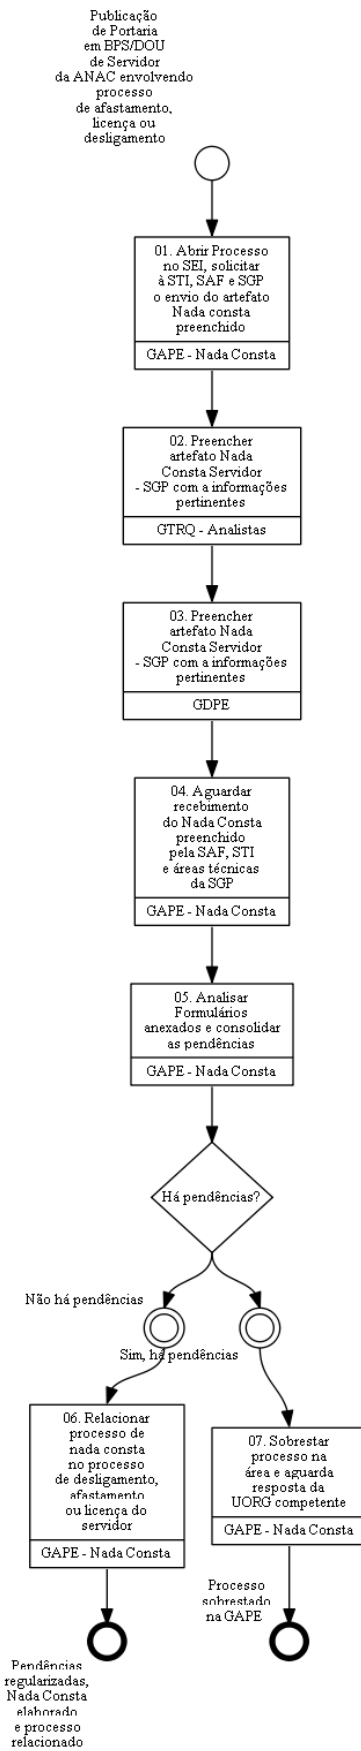 Publicação
de Portaria
em BPS/DOU
de Servidor
da ANAC envolvendo
processo
de afastamento,
licença ou
desligamento
01. Abrir Processo
no SEI, solicitar
à STI, SAF e SGP
o envio do artefato
Nada consta
preenchido
GAPE - Nada Consta
02. Preencher
artefato Nada
Consta Servidor
- SGP com a informações
pertinentes
GTRQ - Analistas
03. Preencher
artefato Nada
Consta Servidor
- SGP com a informações
pertinentes
GDPE
04. Aguardar
recebimento
do Nada Consta
preenchido
pela SAF, STI
e áreas técnicas
da SGP
GAPE - Nada Consta
05. Analisar
Formulários
anexados e consolidar
as pendências
GAPE - Nada Consta
Há pendências?
Não há pendências
Sim, há pendências
06. Relacionar
processo de
nada consta
no processo
de desligamento,
afastamento
ou licença do
servidor
GAPE - Nada Consta
07. Sobrestar
processo na
área e aguarda
resposta da
UORG competente
GAPE - Nada Consta
Processo
sobrestado
na GAPE
Pendências
regularizadas,
Nada Consta
elaborado
e processo
relacionado